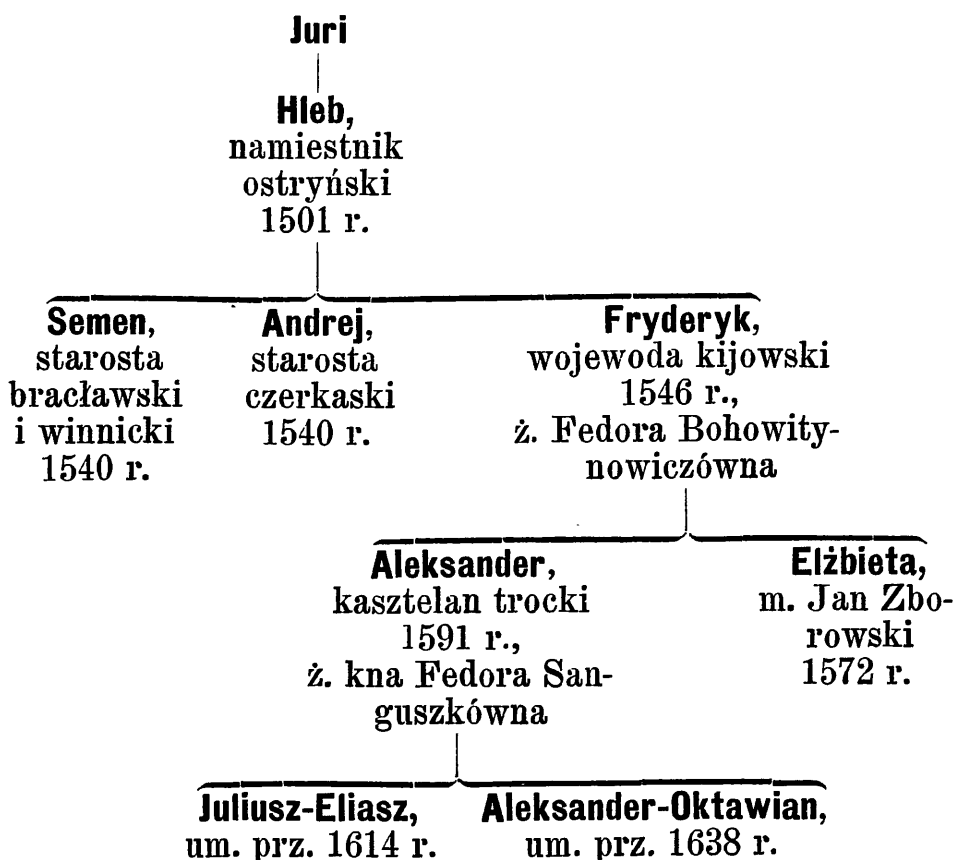 Juri
Hleb,
namiestnik
ostryński
1501 r.
Semen,
starosta
bracławski
i winnicki
1540 r.
Andrej,
starosta
czerkaski
1540 r.
Fryderyk,
wojewoda kijowski
1546 r.,
ż. Fedora Bohowity-
nowiczówna
Aleksander,
kasztelan trocki
1591 r.,
ż. kna Fedora San-
guszkówna
Elżbieta,
m. Jan Zbo-
rowski
1572 r.
Juliusz-Eliasz,
um. prz. 1614 r.
Aleksander-Oktawian,
um. prz. 1638 r.